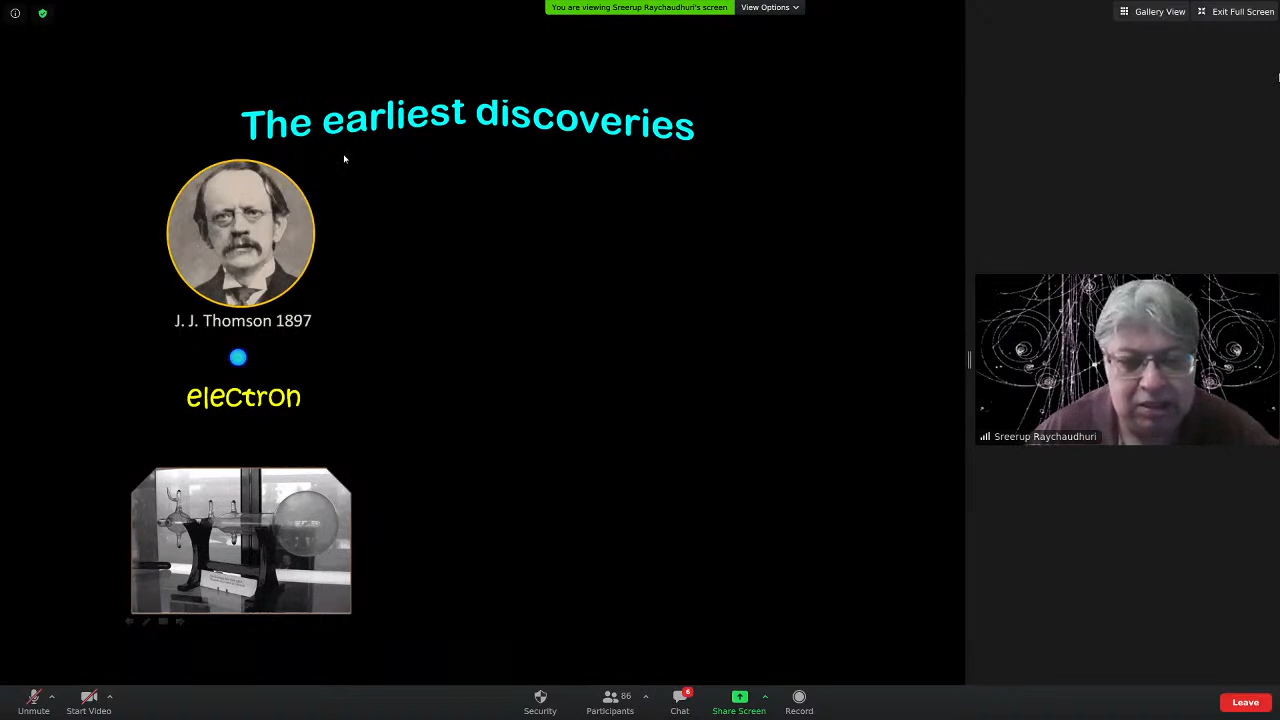 You are viewing Sreerup Raychaudhuri's screen
View Options
Gallery View
Exit Full Screen
The earliest discoveries
J. J. Thomson 1897
electron
Sreerup Raychaudhuri
Unmute
Start Video
Security
86
Participants
6
Chat
Share Screen
Record
Leave